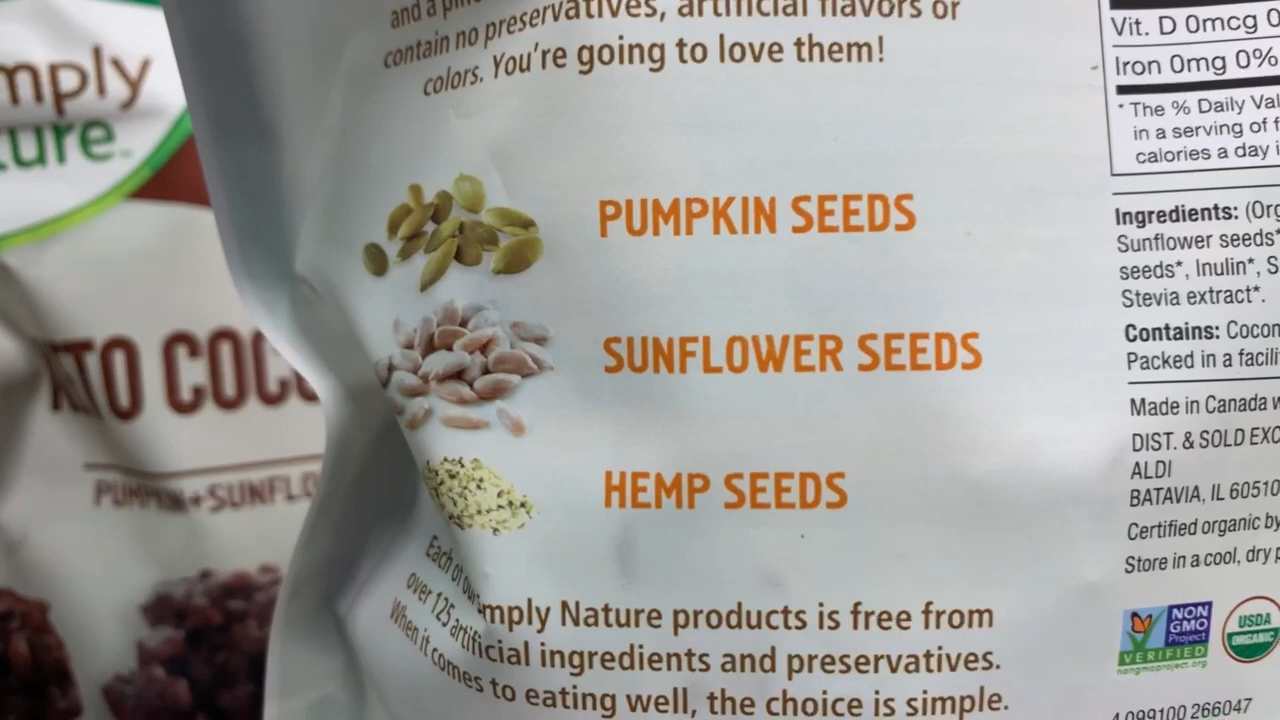 mply
ture
TO COC
PUMPKIN+SUNFLO
and a
contain no preservatives, artificial flavors or
colors. You're going to love them!
PUMPKIN SEEDS
SUNFLOWER SEEDS
HEMP SEEDS
Each of our
mply Nature products is free from
over 125 artificial ingredients and preservatives.
When it comes to eating well, the choice is simple.
Vit. D 0mcg 0
Iron 0mg 0%
* The % Daily Val
in a serving of f
calories a day i
Ingredients: (Org
Sunflower seeds*
seeds*, Inulin*, S
Stevia extract*.
Contains: Cocon
Packed in a facili
Made in Canada w
DIST. & SOLD EXC
ALDI
BATAVIA, IL 60510
Certified organic by
Store in a cool, dry p
NON
GMO
Project
VERIFIED
nongmoproject.org
USDA
ORGANIC
4 099100 266047